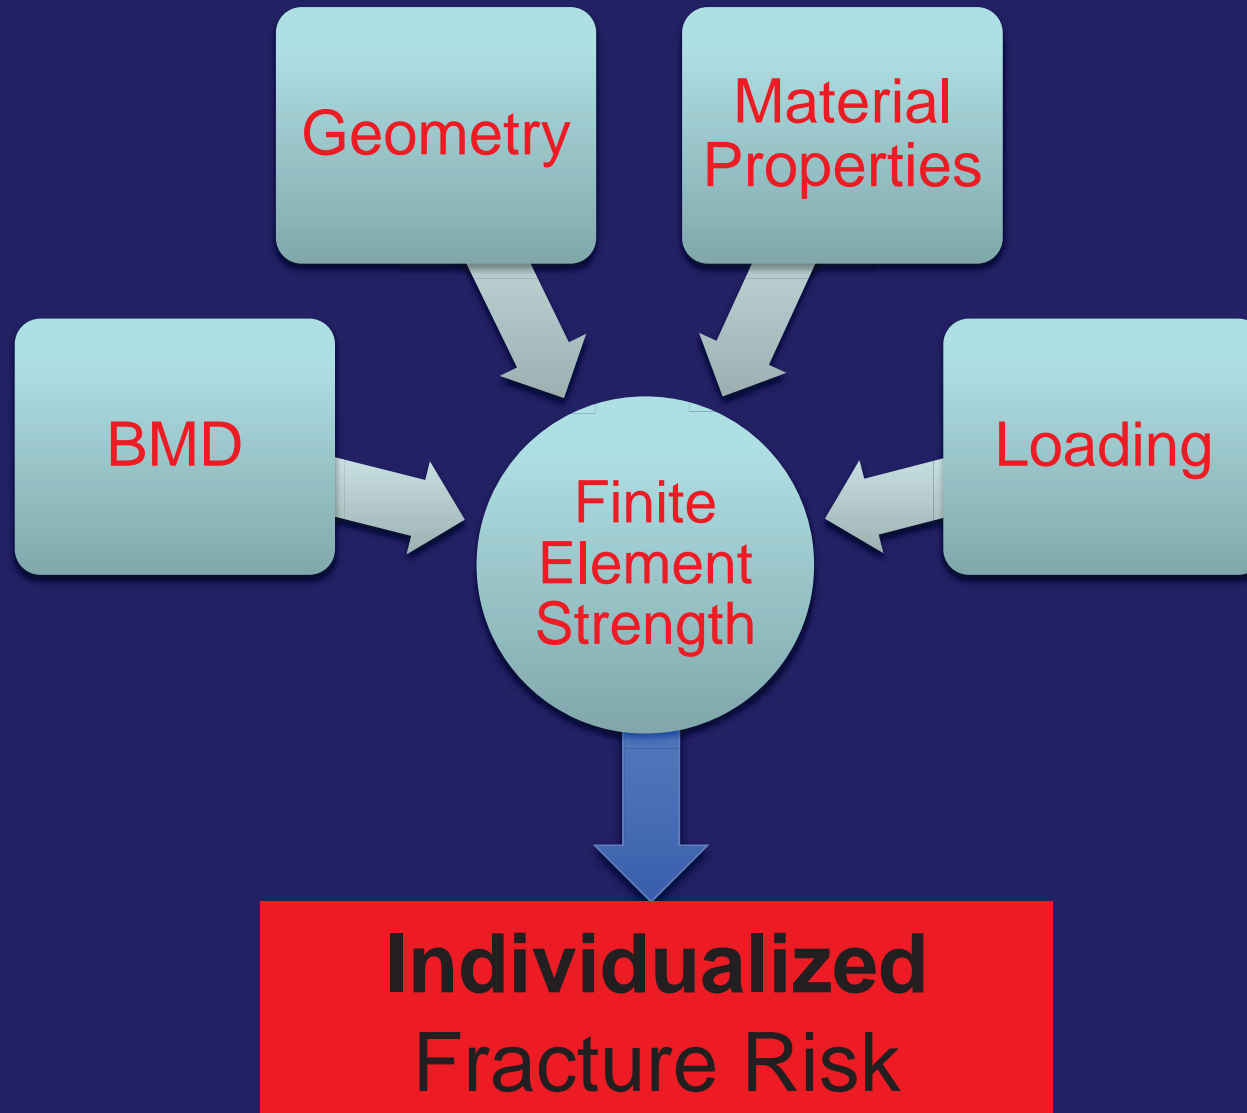 Geometry
Material
Properties
BMD
Loading
Finite
Element
Strength
Individualized
Fracture Risk